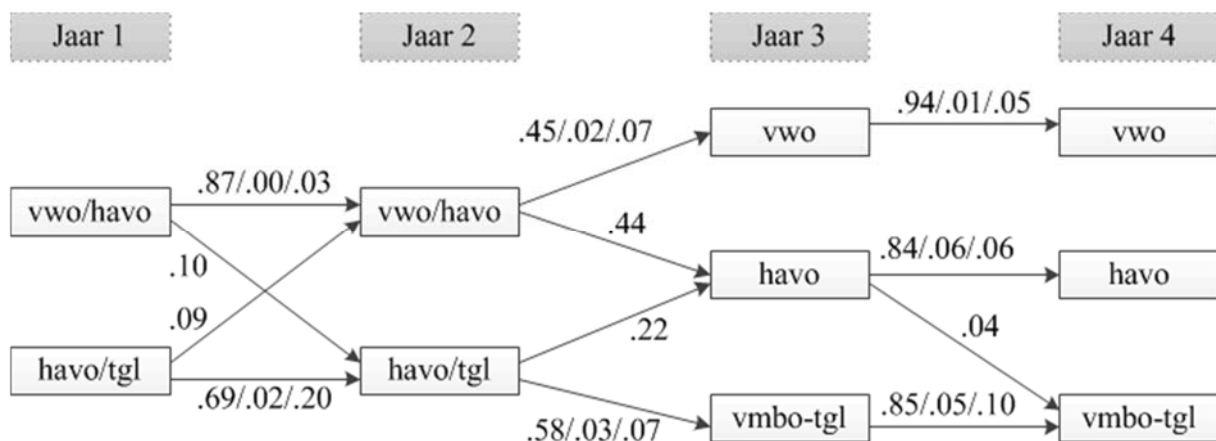 Jaar 1 Jaar 2 Jaar 3 Jaar 4
.45/.02/.07 vwo .94/.01/.05 vwo
vwo/havo .87/.00/.03 vwo/havo
.44
.10 havo .84/.06/.06 havo
.09
.22 .04
havo/tgl .69/.02/.20 havo/tgl
.58/.03/.07 vmbo-tgl .85/.05/.10 vmbo-tgl